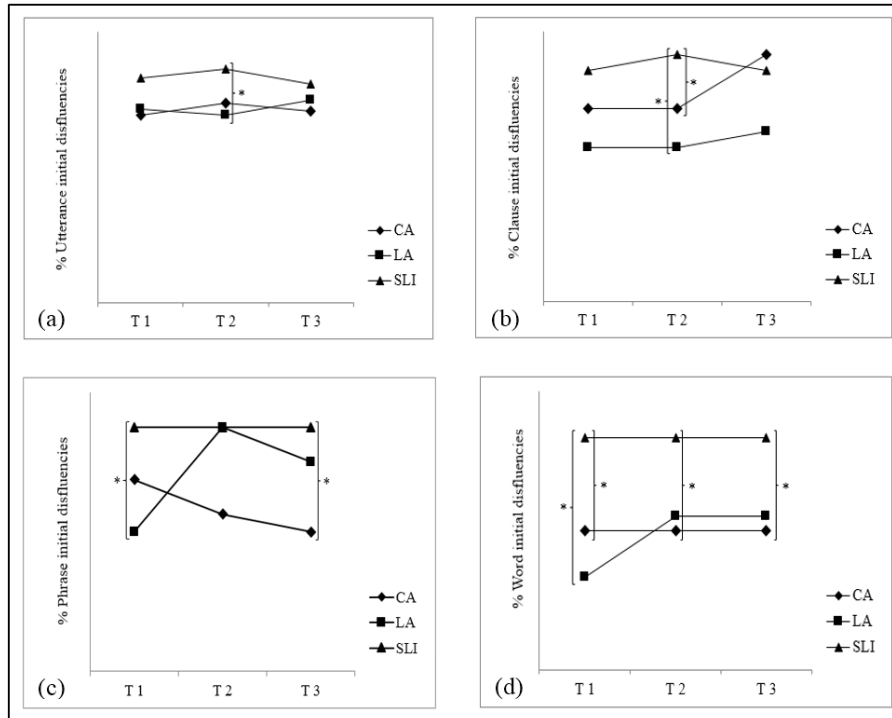 % Utterance initial disfluencies
*
CA
LA
SLI
(a)
T 1 T 2 T 3
% Clause initial disfluencies
*
*
CA
LA
SLI
(b)
T 1 T 2 T 3
% Phrase initial disfluencies
*
*
CA
LA
SLI
(c)
T 1 T 2 T 3
% Word initial disfluencies
*
*
*
*
CA
LA
SLI
(d)
T 1 T 2 T 3